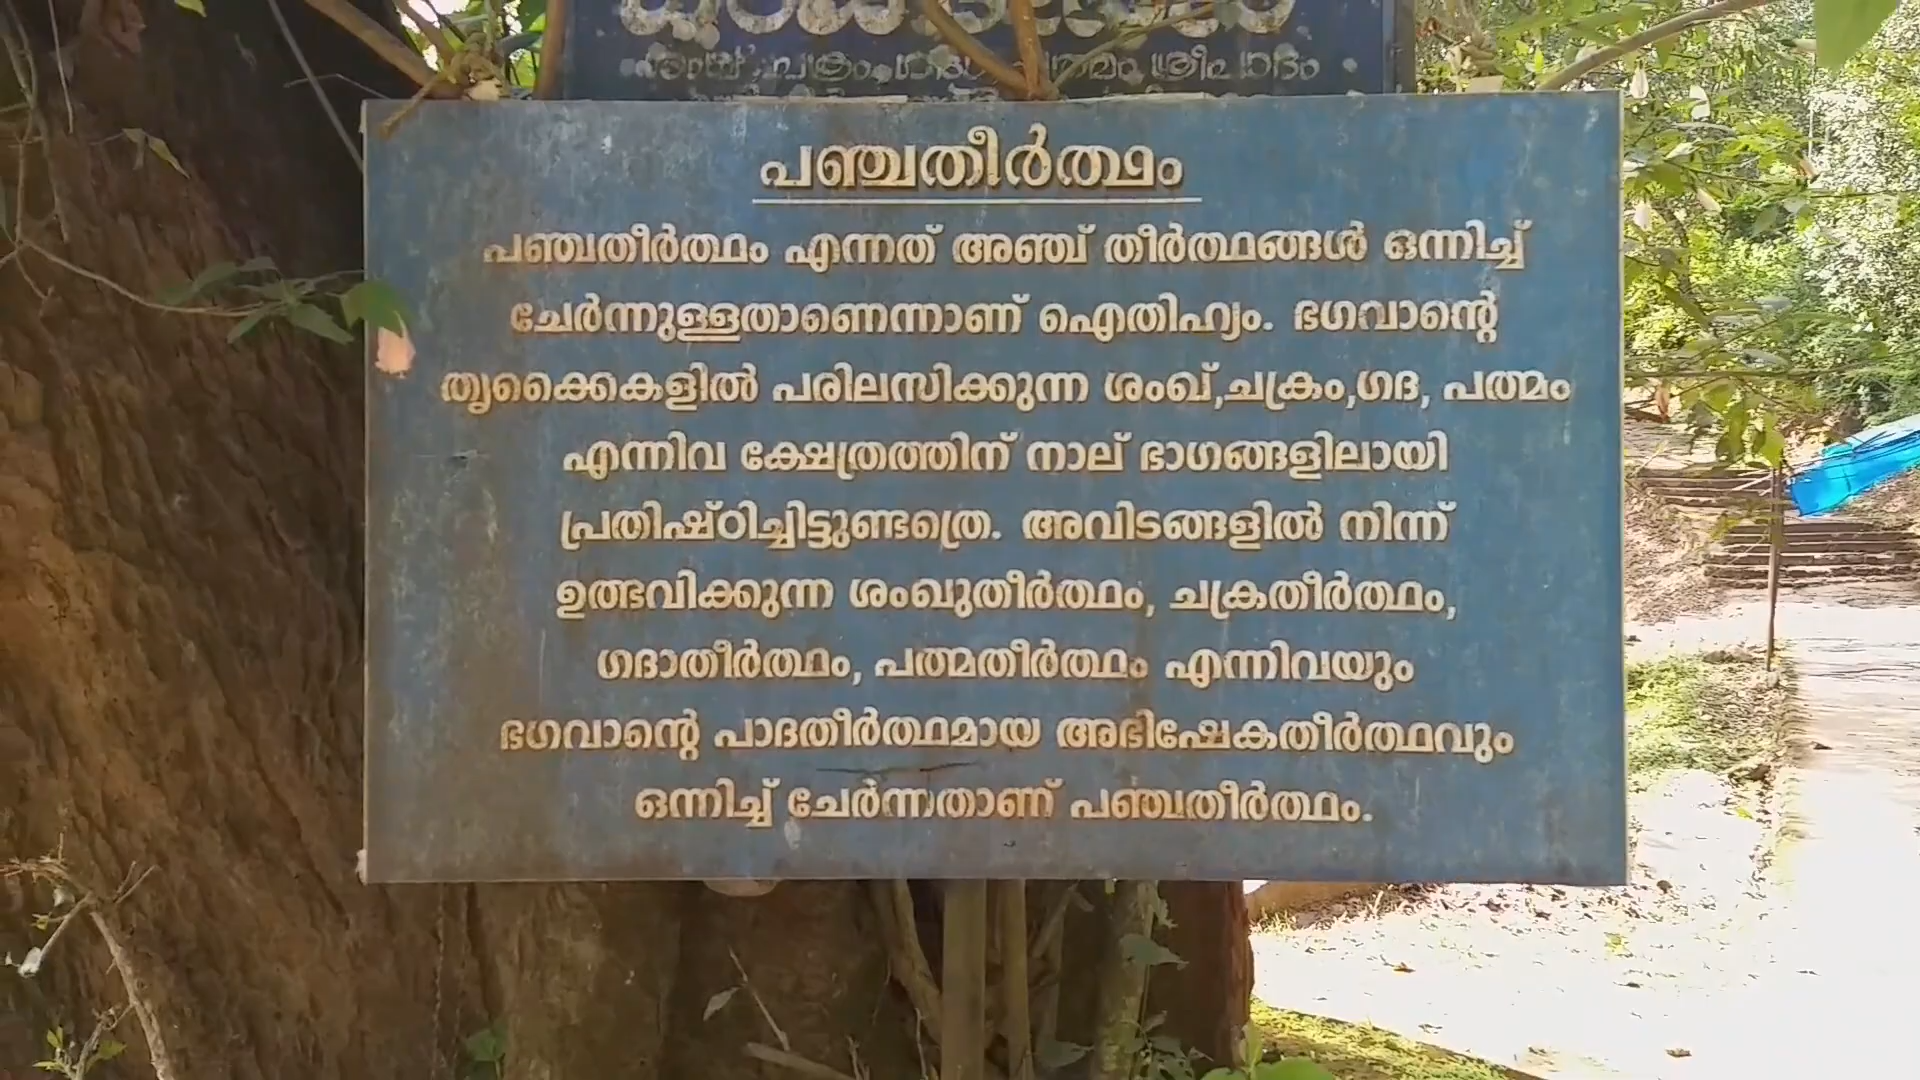 ശ്രീപാദം
പഞ്ചതീർത്ഥം
പഞ്ചതീർത്ഥം എന്നത് അഞ്ച് തീർത്ഥങ്ങൾ ഒന്നിച്ച്
ചേർന്നുള്ളതാണെന്നാണ് ഐതിഹ്യം. ഭഗവാന്റെ
തൃക്കൈകളിൽ പരിലസിക്കുന്ന ശംഖ്,ചക്രം,ഗദ, പത്മം
എന്നിവ ക്ഷേത്രത്തിന് നാല് ഭാഗങ്ങളിലായി
പ്രതിഷ്ഠിച്ചിട്ടുണ്ടത്രെ. അവിടങ്ങളിൽ നിന്ന്
ഉത്ഭവിക്കുന്ന ശംഖുതീർത്ഥം, ചക്രതീർത്ഥം,
ഗദാതീർത്ഥം, പത്മതീർത്ഥം എന്നിവയും
ഭഗവാന്റെ പാദതീർത്ഥമായ അഭിഷേകതീർത്ഥവും
ഒന്നിച്ച് ചേർന്നതാണ് പഞ്ചതീർത്ഥം.